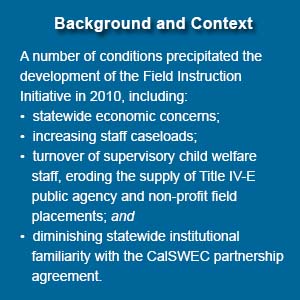 Background and Context
A number of conditions precipitated the
development of the Field Instruction
Initiative in 2010, including:
• statewide economic concerns;
• increasing staff caseloads;
• turnover of supervisory child welfare
staff, eroding the supply of Title IV-E
public agency and non-profit field
placements; and
• diminishing statewide institutional
familiarity with the CalSWEC partnership
agreement.